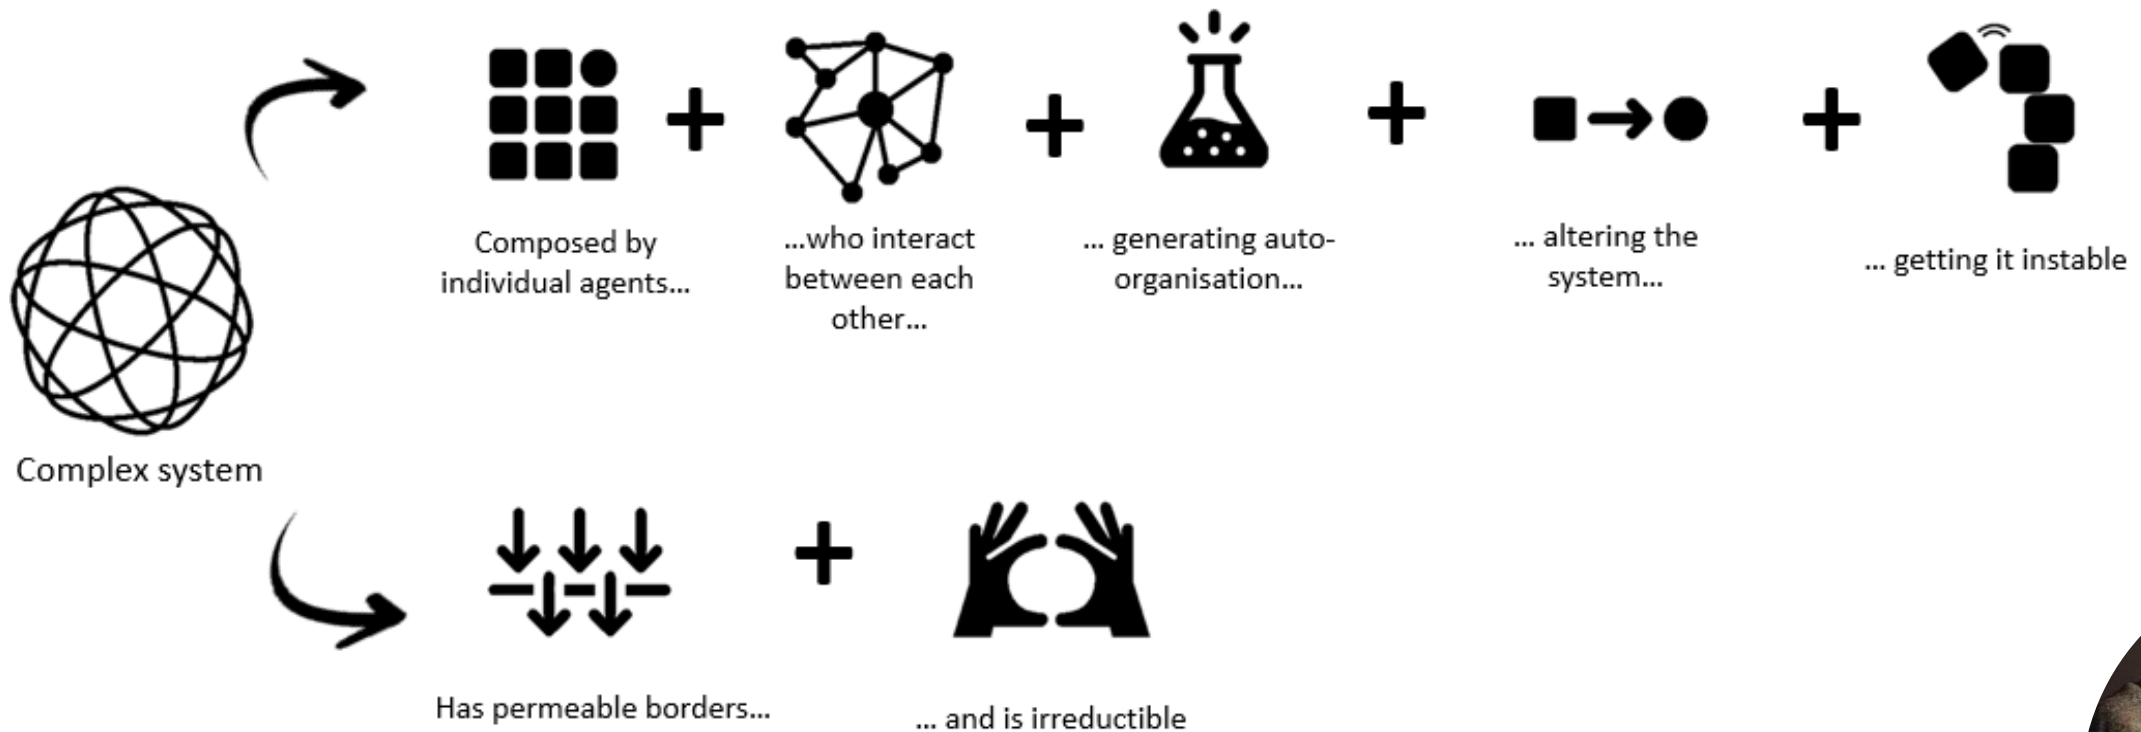 Composed by
individual agents...
...who interact
between each
other...
... generating auto-
organisation...
... altering the
system...
... getting it instable
Complex system
Has permeable borders...
... and is irreductible